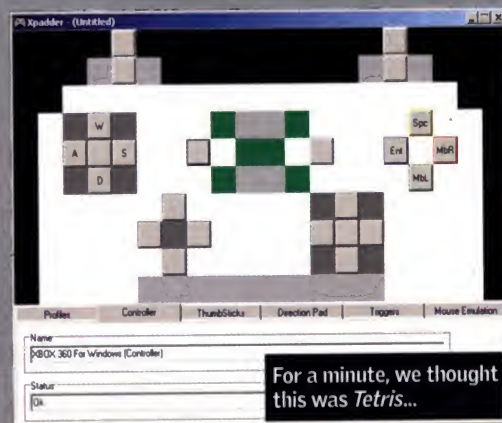 Xpadder - (Untitled)
W
A S
D
Spc
Ent MbR
MbL
Profiles Controller ThumbSticks Direction Pad Triggers Mouse Emulation
Name
XBOX 360 For Windows (Controller)
Status
Ok
For a minute, we thought
this was Tetris...